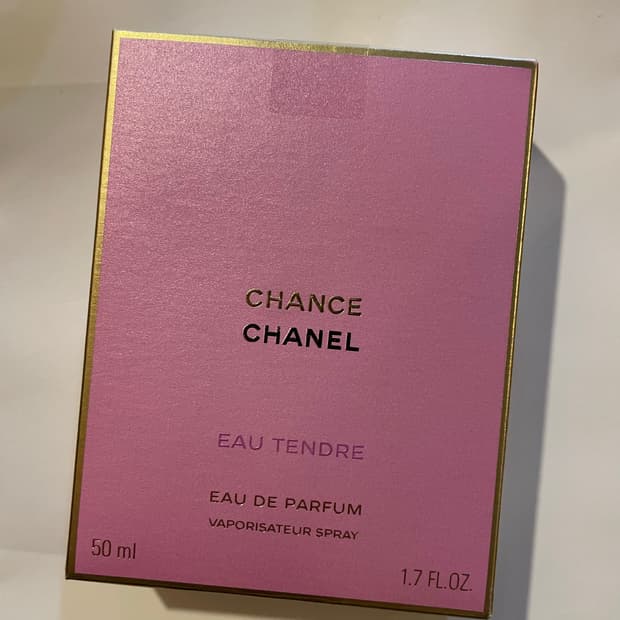 CHANCE
CHANEL
EAU TENDRE
EAU DE PARFUM
VAPORISATEUR SPRAY
50 ml
1.7 FL.OZ.